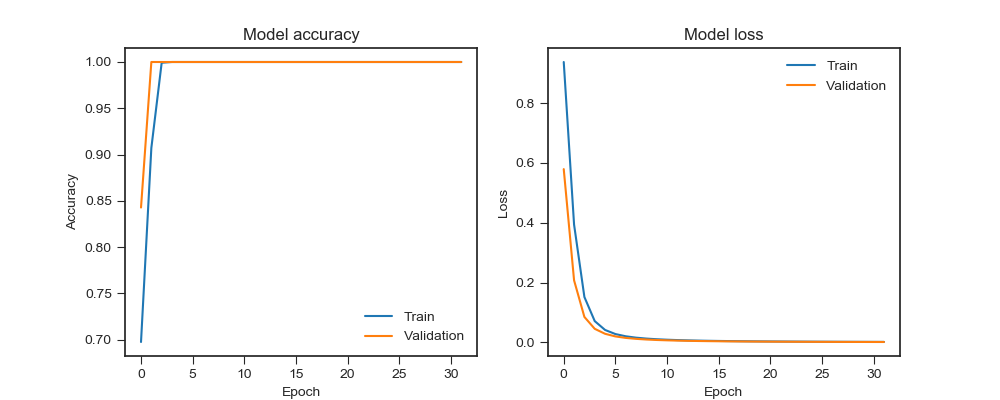 Model accuracy
1.00
0.95
0.90
0.85
0.80
0.75
0.70
Accuracy
0 5 10 15 20 25 30
Epoch
Train
Validation
Model loss
0.8
0.6
0.4
0.2
0.0
Loss
0 5 10 15 20 25 30
Epoch
Train
Validation